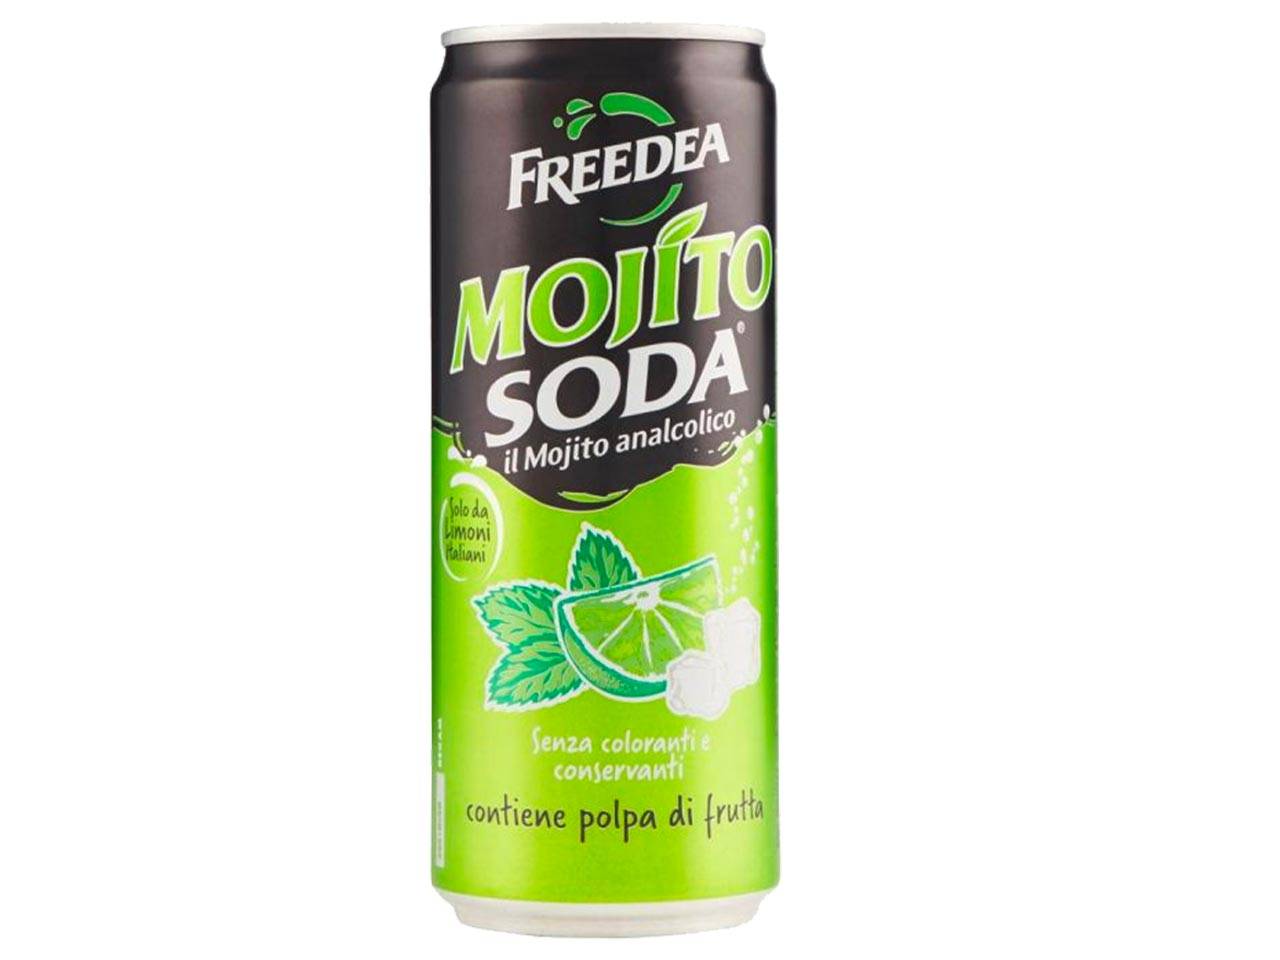 FREEDEA
MOJITO
SODA®
il Mojito analcolico
Solo da
Limoni
Italiani
Senza coloranti e
conservanti
contiene polpa di frutta